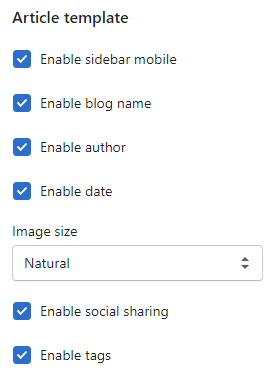 Article template
Enable sidebar mobile
Enable blog name
Enable author
Enable date
Image size
Natural
Enable social sharing
Enable tags